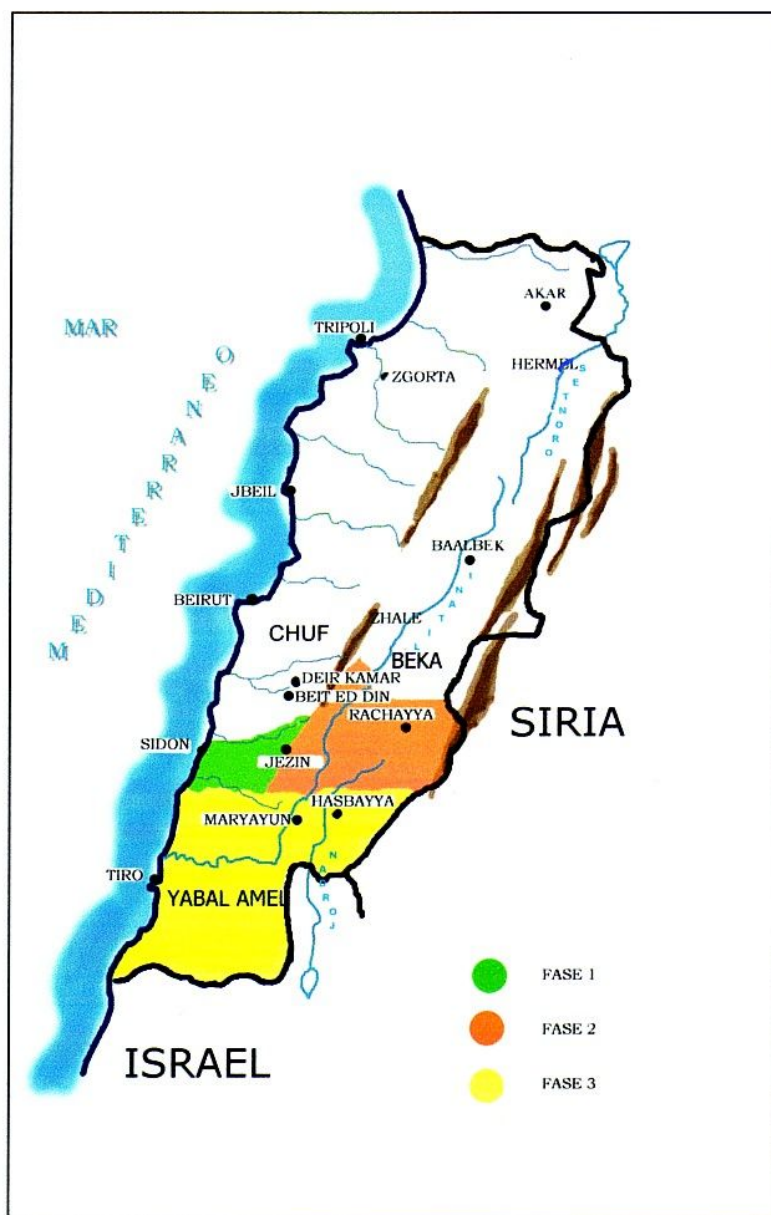 AKAR
MAR
TRIPOLI
HERMEL
ZGORTA
ORONTES
MEDITERRANEO
JBEIL
BAALBEK
BEIRUT
LITANI
ZHALE
CHUF
BEKA
DEIR KAMAR
BEIT ED DIN
RACHAYYA
SIRIA
SIDON
JEZIN
HASBAYYA
MARYAYUN
JORDAN
TIRO
YABAL AMEL
FASE 1
FASE 2
ISRAEL
FASE 3